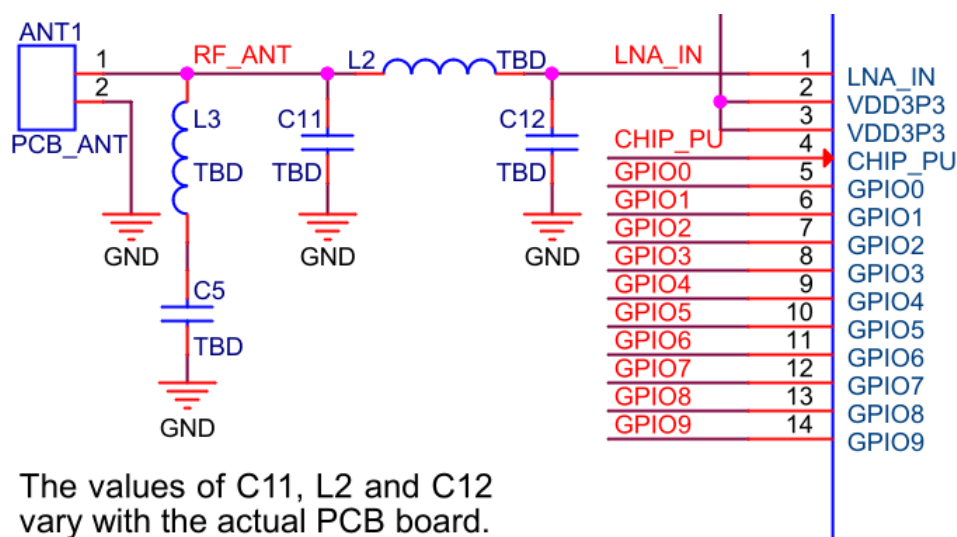 ANT1
1
2
PCB_ANT
GND
RF_ANT
L3
TBD
C5
TBD
GND
C11
TBD
GND
L2
TBD
C12
TBD
GND
LNA_IN
1
LNA_IN
2
VDD3P3
3
VDD3P3
CHIP_PU
4
CHIP_PU
GPIO0
5
GPIO0
GPIO1
6
GPIO1
GPIO2
7
GPIO2
GPIO3
8
GPIO3
GPIO4
9
GPIO4
GPIO5
10
GPIO5
GPIO6
11
GPIO6
GPIO7
12
GPIO7
GPIO8
13
GPIO8
GPIO9
14
GPIO9
The values of C11, L2 and C12
vary with the actual PCB board.